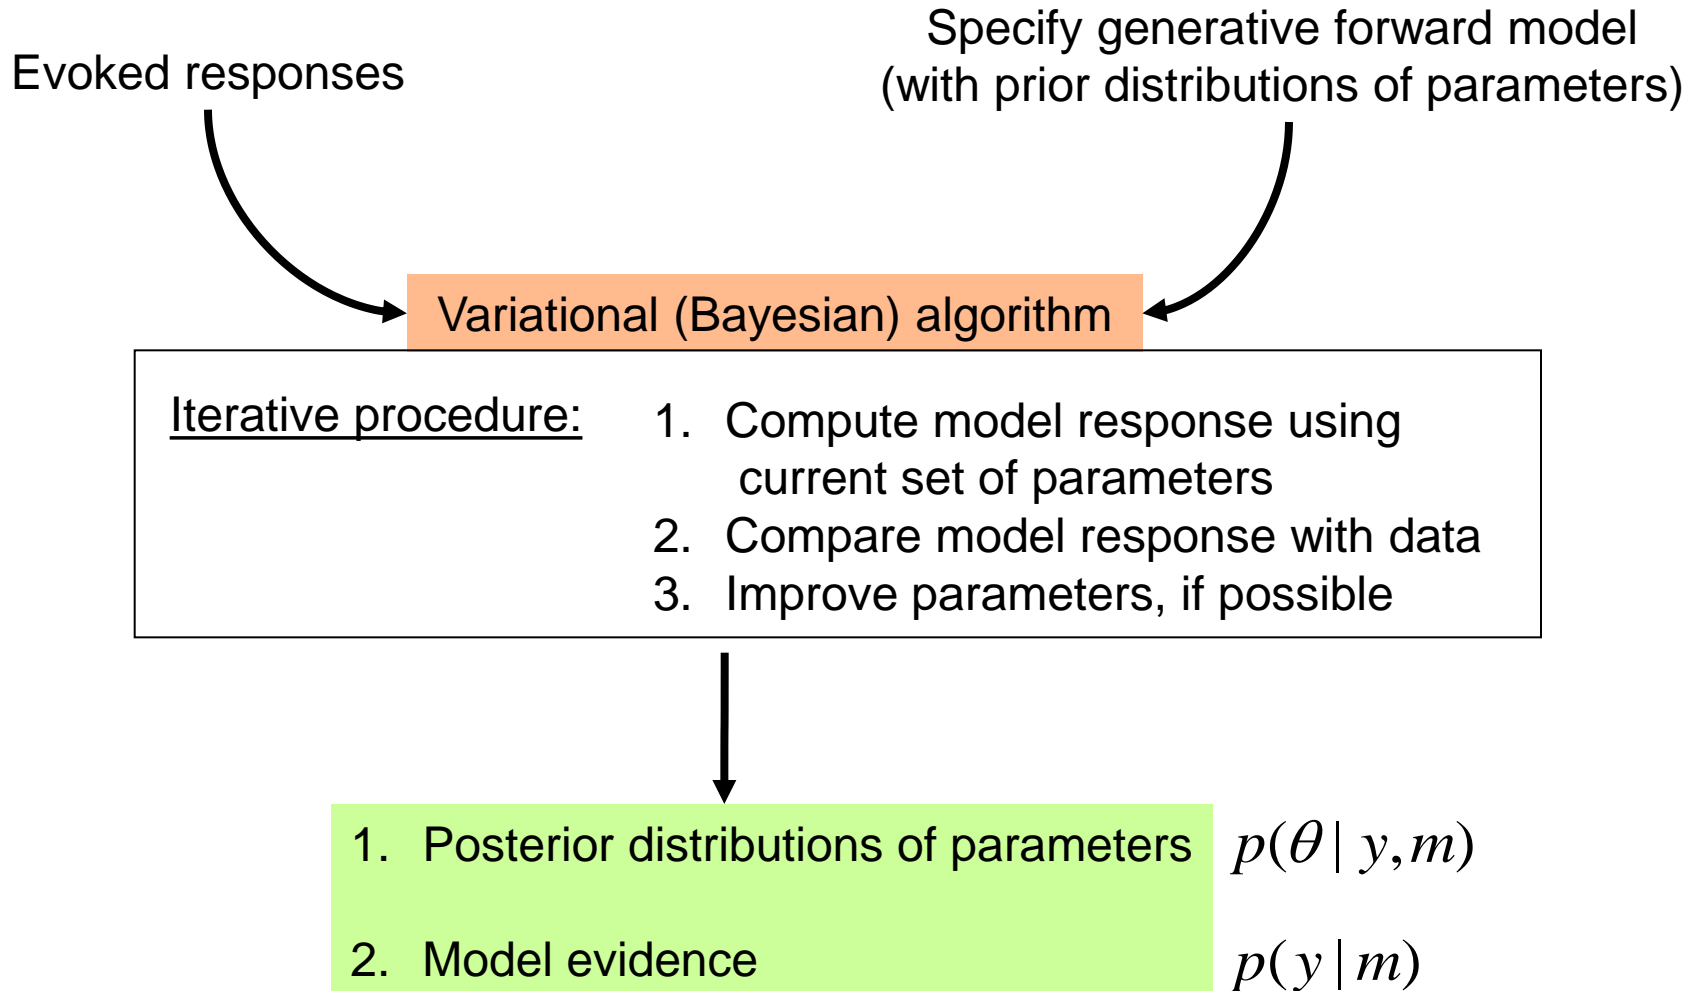 Evoked responses
Specify generative forward model
(with prior distributions of parameters)
Variational (Bayesian) algorithm
Iterative procedure:
1. Compute model response using
current set of parameters
2. Compare model response with data
3. Improve parameters, if possible
1. Posterior distributions of parameters p(θ | y,m)
2. Model evidence p(y | m)